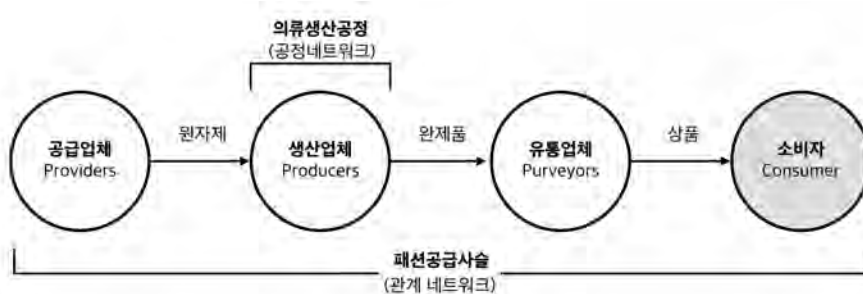 의류생산공정
(공정네트워크)
공급업체
Providers
원자제
생산업체
Producers
완제품
유통업체
Purveyors
상품
소비자
Consumer
패션공급사슬
(관계 네트워크)